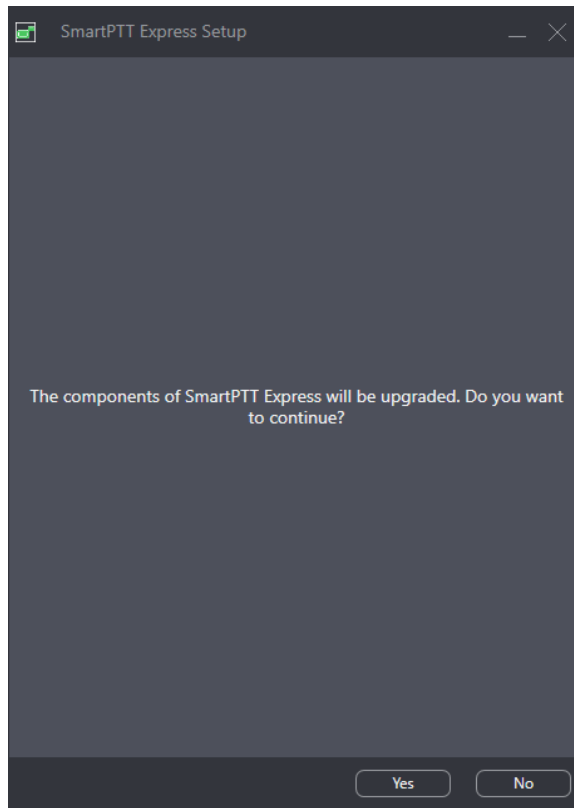 SmartPTT Express Setup
The components of SmartPTT Express will be upgraded. Do you want
to continue?
Yes
No